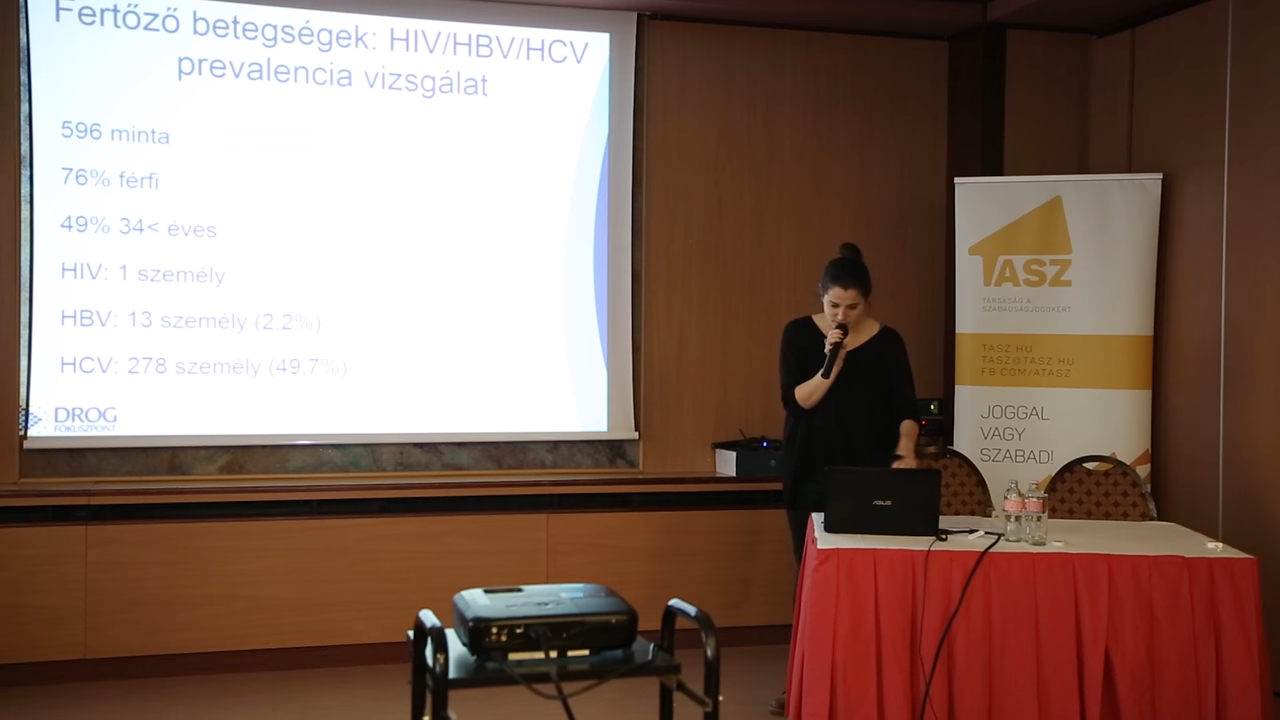 Fertőző betegségek: HIV/HBV/HCV
prevalencia vizsgálat
596 minta
76% férfi
49% 34< éves
HIV: 1 személy
HBV: 13 személy (2.2%)
HCV: 278 személy (49,7%)
DROG
FÓKUSZPONT
TASZ
TÁRSASÁG A
SZABADSÁGJOGOKÉRT
TASZ.HU
TASZ@TASZ.HU
FB.COM/ATASZ
JOGGAL
VAGY
SZABAD!
ASUS